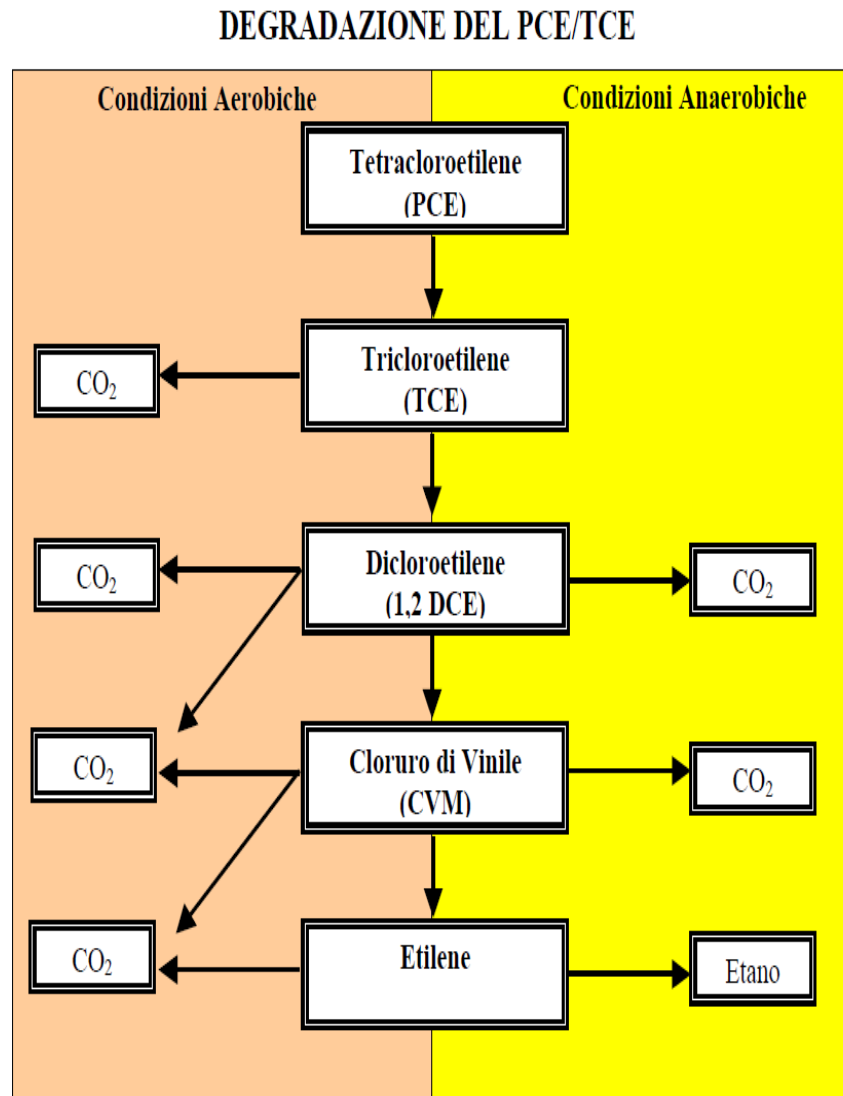 DEGRADAZIONE DEL PCE/TCE
Condizioni Aerobiche
Condizioni Anaerobiche
Tetracloroetilene
(PCE)
CO₂
Tricloroetilene
(TCE)
CO₂
Dicloroetilene
(1,2 DCE)
CO₂
CO₂
Cloruro di Vinile
(CVM)
CO₂
CO₂
Etilene
Etano